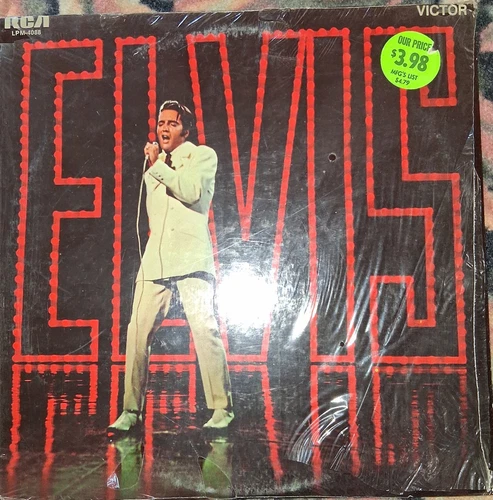 RCA
LPM-4088
VICTOR
OUR PRICE
$3.98
MFG'S LIST
$4.79
ELVIS